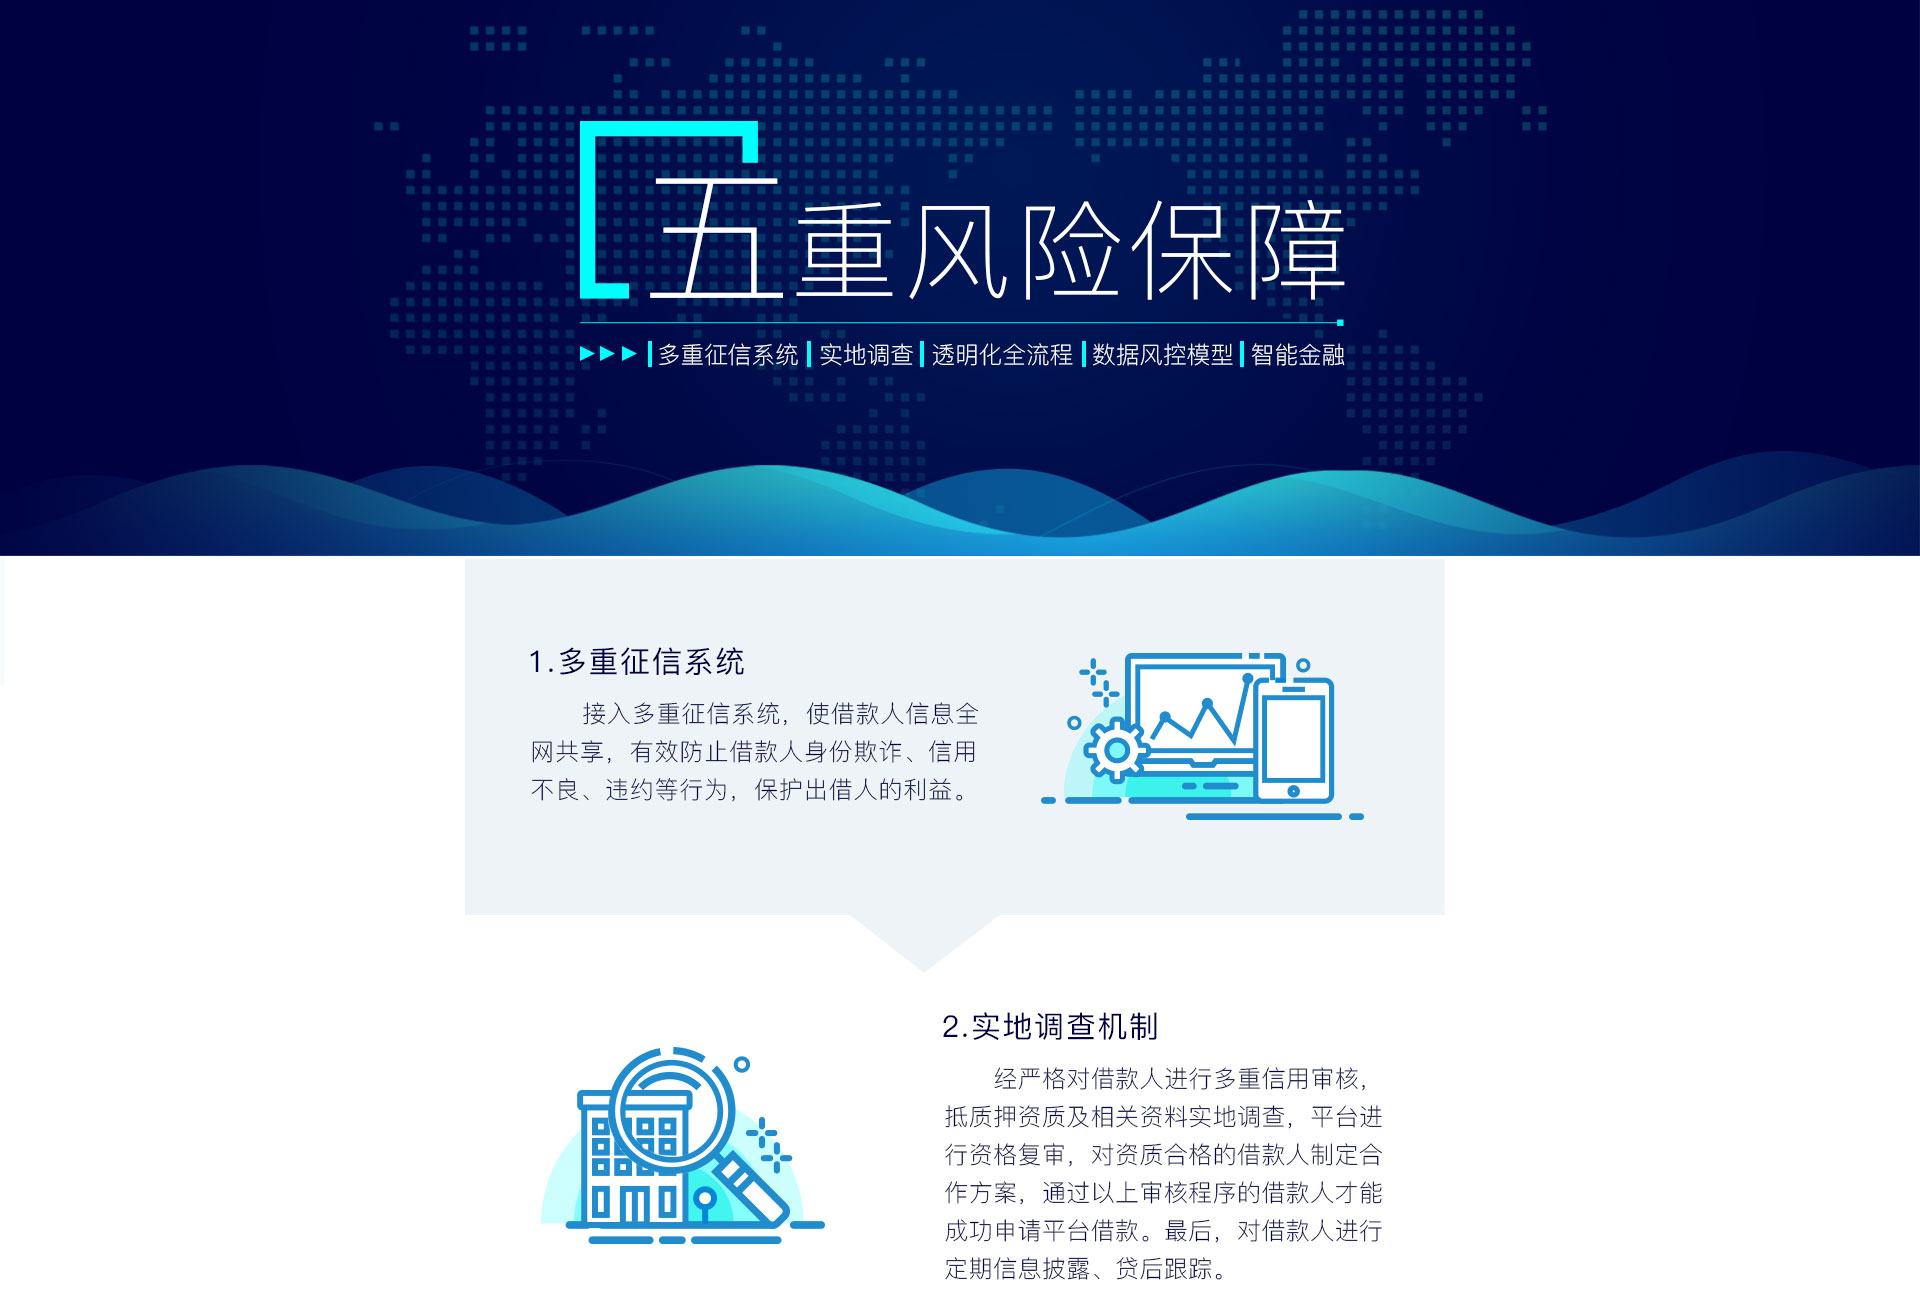 五重风险保障
多重征信系统 实地调查 透明化全流程 数据风控模型 智能金融
1.多重征信系统
接入多重征信系统，使借款人信息全
网共享，有效防止借款人身份欺诈、信用
不良、违约等行为，保护出借人的利益。
2.实地调查机制
经严格对借款人进行多重信用审核，
抵质押资质及相关资料实地调查，平台进
行资格复审，对资质合格的借款人制定合
作方案，通过以上审核程序的借款人才能
成功申请平台借款。最后，对借款人进行
定期信息披露、贷后跟踪。